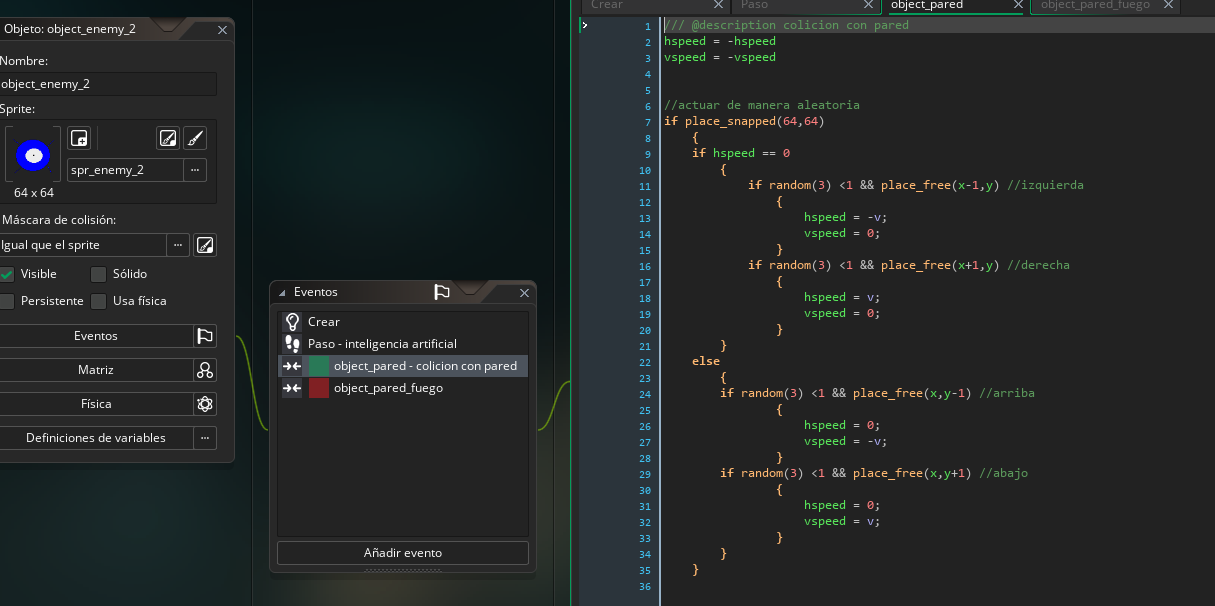 Objeto: object_enemy_2
Nombre:
object_enemy_2
Sprite:
spr_enemy_2
...
64 x 64
Máscara de colisión:
Igual que el sprite
...
Visible
Sólido
Persistente
Usa física
Eventos
Matriz
Física
Definiciones de variables
...
Eventos
Crear
Paso - inteligencia artificial
object_pared - colicion con pared
object_pared_fuego
Añadir evento
Crear
Paso
object_pared
object_pared_fuego
1 /// @description colicion con pared
2 hspeed = -hspeed
3 vspeed = -vspeed
4
5
6 //actuar de manera aleatoria
7 if place_snapped(64,64)
8 {
9 if hspeed == 0
10 {
11 if random(3) <1 && place_free(x-1,y) //izquierda
12 {
13 hspeed = -v;
14 vspeed = 0;
15 }
16 if random(3) <1 && place_free(x+1,y) //derecha
17 {
18 hspeed = v;
19 vspeed = 0;
20 }
21 }
22 else
23 {
24 if random(3) <1 && place_free(x,y-1) //arriba
25 {
26 hspeed = 0;
27 vspeed = -v;
28 }
29 if random(3) <1 && place_free(x,y+1) //abajo
30 {
31 hspeed = 0;
32 vspeed = v;
33 }
34 }
35 }
36